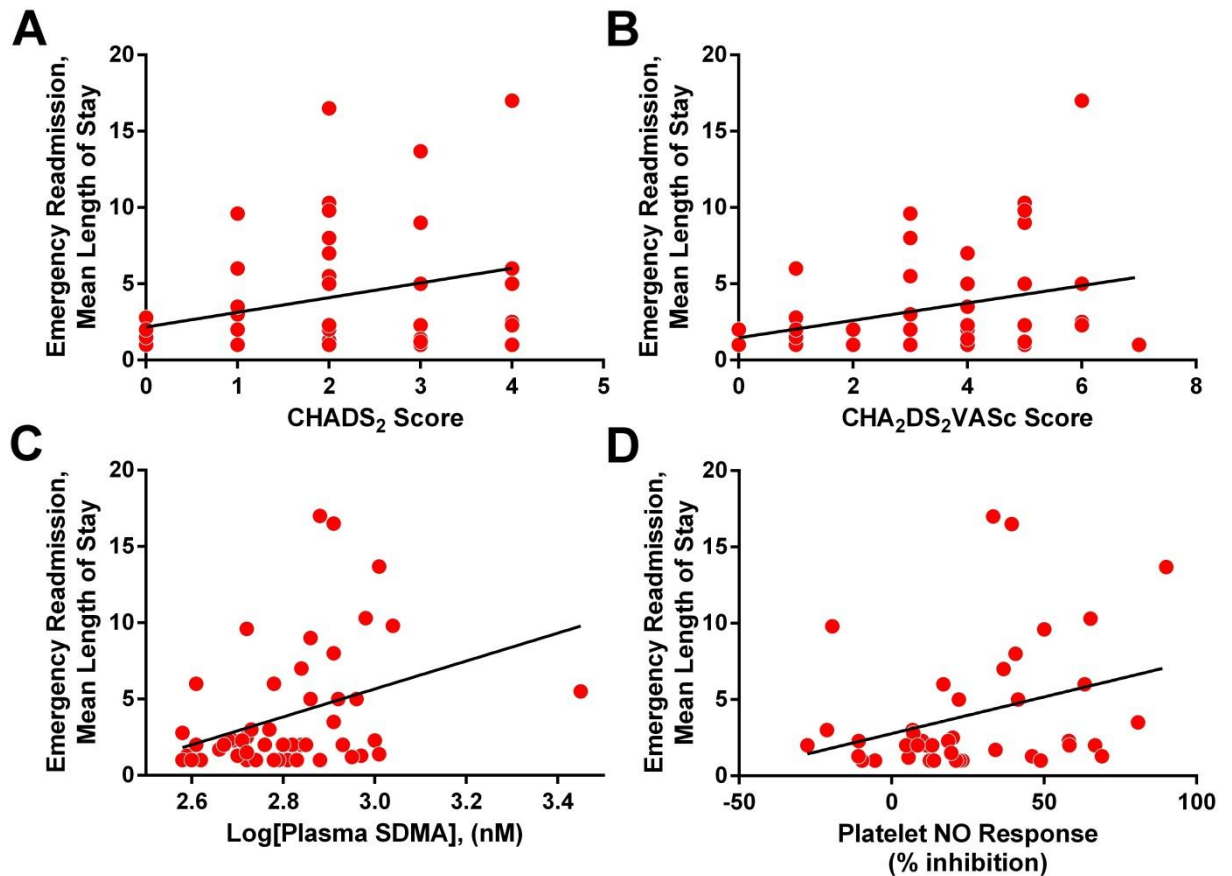 A
Emergency Readmission,
Mean Length of Stay
20
15
10
5
0
0 1 2 3 4 5
CHADS₂ Score
B
Emergency Readmission,
Mean Length of Stay
20
15
10
5
0
0 2 4 6 8
CHA₂DS₂VASc Score
C
Emergency Readmission,
Mean Length of Stay
20
15
10
5
0
2.6 2.8 3.0 3.2 3.4
Log[Plasma SDMA], (nM)
D
Emergency Readmission,
Mean Length of Stay
20
15
10
5
0
-50 0 50 100
Platelet NO Response
(% inhibition)